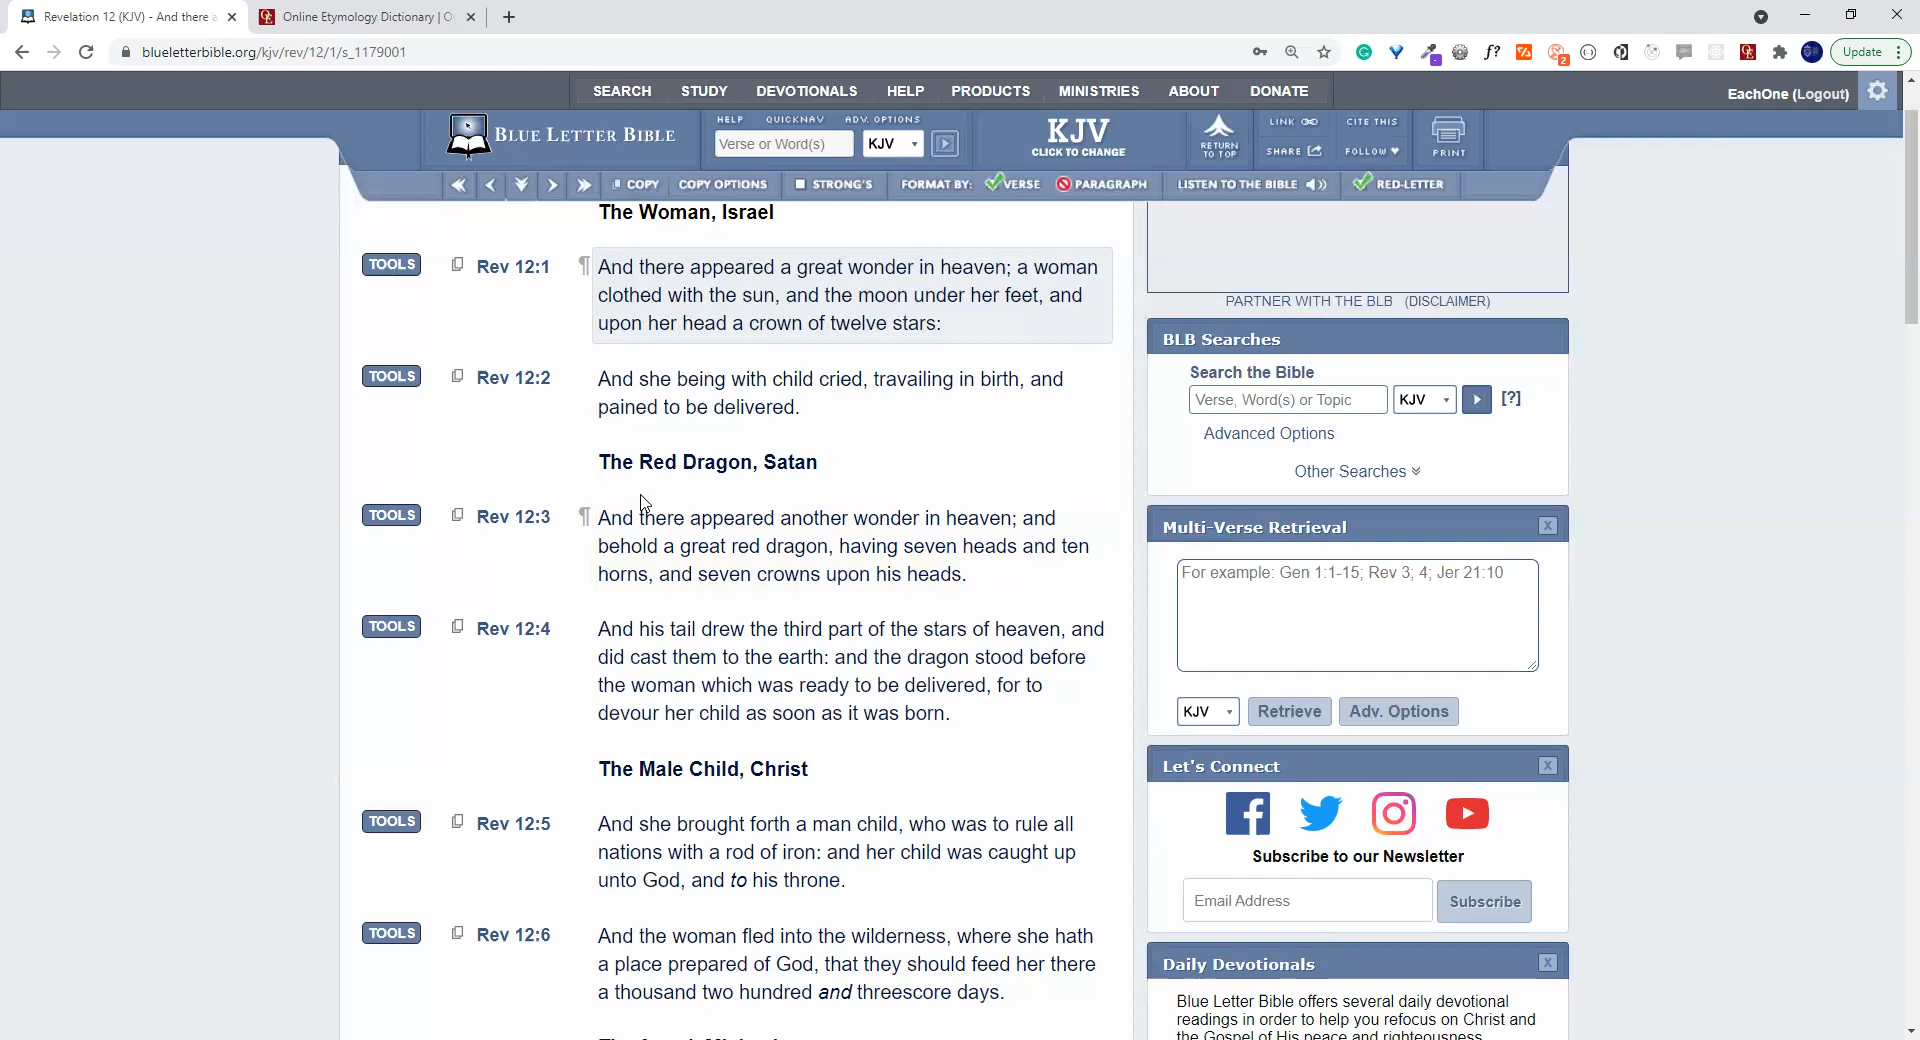 Revelation 12 (KJV) - And there a
Online Etymology Dictionary | O
blueletterbible.org/kjv/rev/12/1/s_1179001
Update
SEARCH STUDY DEVOTIONALS HELP PRODUCTS MINISTRIES ABOUT DONATE
EachOne (Logout)
BLUE LETTER BIBLE
HELP QUICKNAV ADV. OPTIONS
Verse or Word(s) KJV
KJV
CLICK TO CHANGE
RETURN
TO TOP
LINK CITE THIS
SHARE FOLLOW
PRINT
COPY COPY OPTIONS STRONG'S FORMAT BY: VERSE PARAGRAPH LISTEN TO THE BIBLE RED-LETTER
The Woman, Israel
TOOLS Rev 12:1 ¶ And there appeared a great wonder in heaven; a woman
clothed with the sun, and the moon under her feet, and
upon her head a crown of twelve stars:
TOOLS Rev 12:2 And she being with child cried, travailing in birth, and
pained to be delivered.
The Red Dragon, Satan
TOOLS Rev 12:3 ¶ And there appeared another wonder in heaven; and
behold a great red dragon, having seven heads and ten
horns, and seven crowns upon his heads.
TOOLS Rev 12:4 And his tail drew the third part of the stars of heaven, and
did cast them to the earth: and the dragon stood before
the woman which was ready to be delivered, for to
devour her child as soon as it was born.
The Male Child, Christ
TOOLS Rev 12:5 And she brought forth a man child, who was to rule all
nations with a rod of iron: and her child was caught up
unto God, and to his throne.
TOOLS Rev 12:6 And the woman fled into the wilderness, where she hath
a place prepared of God, that they should feed her there
a thousand two hundred and threescore days.
PARTNER WITH THE BLB (DISCLAIMER)
BLB Searches
Search the Bible
Verse, Word(s) or Topic KJV [?]
Advanced Options
Other Searches
Multi-Verse Retrieval X
For example: Gen 1:1-15; Rev 3; 4; Jer 21:10
KJV Retrieve Adv. Options
Let's Connect X
Subscribe to our Newsletter
Email Address Subscribe
Daily Devotionals X
Blue Letter Bible offers several daily devotional
readings in order to help you refocus on Christ and
the Gospel of His peace and righteousness.